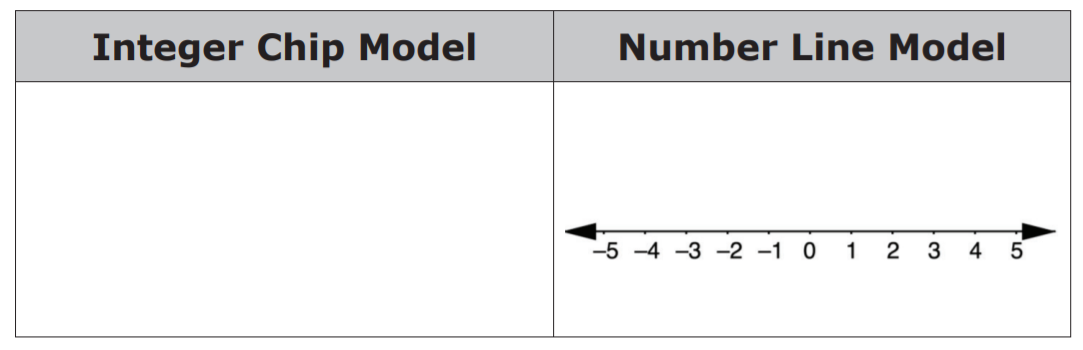 Integer Chip Model
Number Line Model
–5 –4 –3 –2 –1 0 1 2 3 4 5